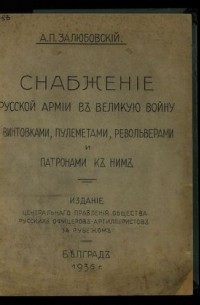 А.П.ЗАЛЮБОВСКІЙ.
СНАБЖЕНІЕ
РУССКОЙ АРМІИ ВЪ ВЕЛИКУЮ ВОЙНУ
ВИНТОВКАМИ, ПУЛЕМЕТАМИ, РЕВОЛЬВЕРАМИ
И
ПАТРОНАМИ КЪ НИМЪ
ИЗДАНІЕ
ЦЕНТРАЛЬНАГО ПРАВЛЕНІЯ ОБЩЕСТВА
РУССКИХЪ ОФИЦЕРОВЪ-АРТИЛЛЕРИСТОВЪ
ЗА РУБЕЖОМЪ
БѢЛГРАДЪ